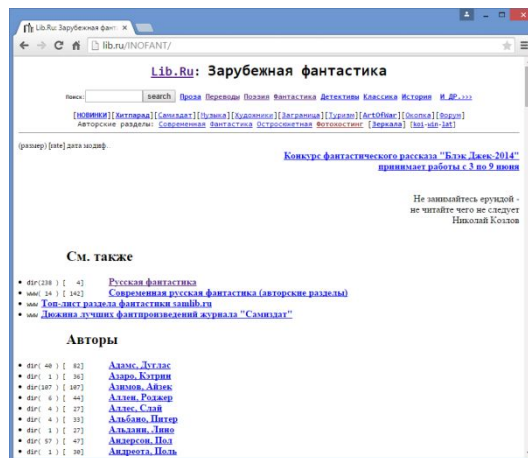 Lib.Ru: Зарубежная фант
lib.ru/INOFANT/
Lib.Ru: Зарубежная фантастика
Поиск: search Проза Переводы Поэзия Фантастика Детективы Классика История И ДР.>>>
[НОВИНКИ][Хитпарад][Самиздат][Музыка][Художники][Заграница][Туризм][ArtOfWar][Окопка][Форум]
Авторские разделы: Современная Фантастика Остросюжетная Фотохостинг [Зеркала] [koi-win-lat]
(размер) [rate] дата модиф.
Конкурс фантастического рассказа "Блэк Джек-2014"
принимает работы с 3 по 9 июня
Не занимайтесь ерундой -
не читайте чего не следует
Николай Козлов
См. также
dir(238 ) [ 4] Русская фантастика
www( 14 ) [ 142] Современная русская фантастика (авторские разделы)
www Топ-лист раздела фантастики samlib.ru
www Дюжина лучших фантпроизведений журнала "Самиздат"
Авторы
dir( 40 ) [ 82] Адамс, Дуглас
dir( 1 ) [ 36] Азаро, Кэтрин
dir(107 ) [ 107] Азимов, Айзек
dir( 6 ) [ 44] Аллен, Роджер
dir( 4 ) [ 27] Аллес, Слай
dir( 4 ) [ 33] Альбано, Питер
dir( 1 ) [ 27] Альдани, Лино
dir( 57 ) [ 47] Андерсон, Пол
dir( 1 ) [ 30] Андреота, Поль